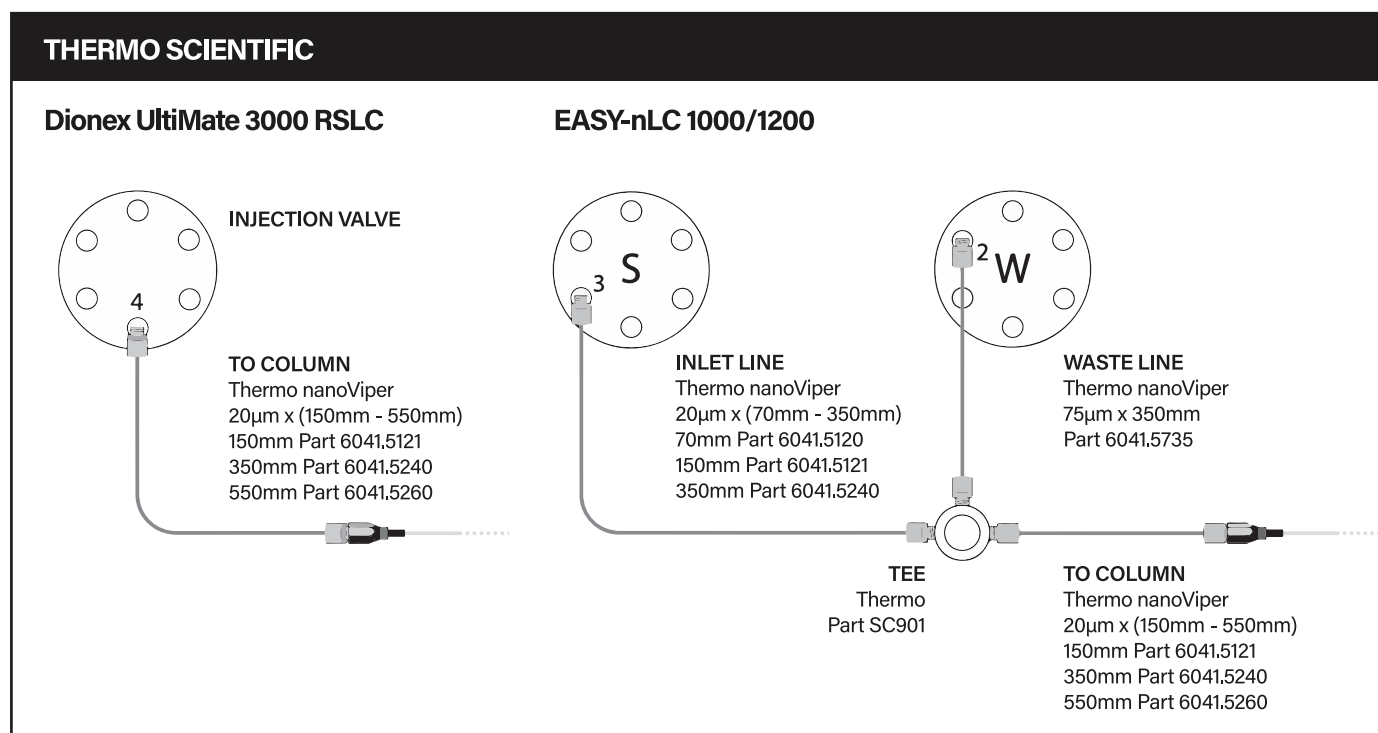 THERMO SCIENTIFIC
Dionex UltiMate 3000 RSLC
INJECTION VALVE
4
TO COLUMN
Thermo nanoViper
20µm x (150mm - 550mm)
150mm Part 6041.5121
350mm Part 6041.5240
550mm Part 6041.5260
EASY-nLC 1000/1200
3
S
INLET LINE
Thermo nanoViper
20µm x (70mm - 350mm)
70mm Part 6041.5120
150mm Part 6041.5121
350mm Part 6041.5240
2
W
WASTE LINE
Thermo nanoViper
75µm x 350mm
Part 6041.5735
TEE
Thermo
Part SC901
TO COLUMN
Thermo nanoViper
20µm x (150mm - 550mm)
150mm Part 6041.5121
350mm Part 6041.5240
550mm Part 6041.5260